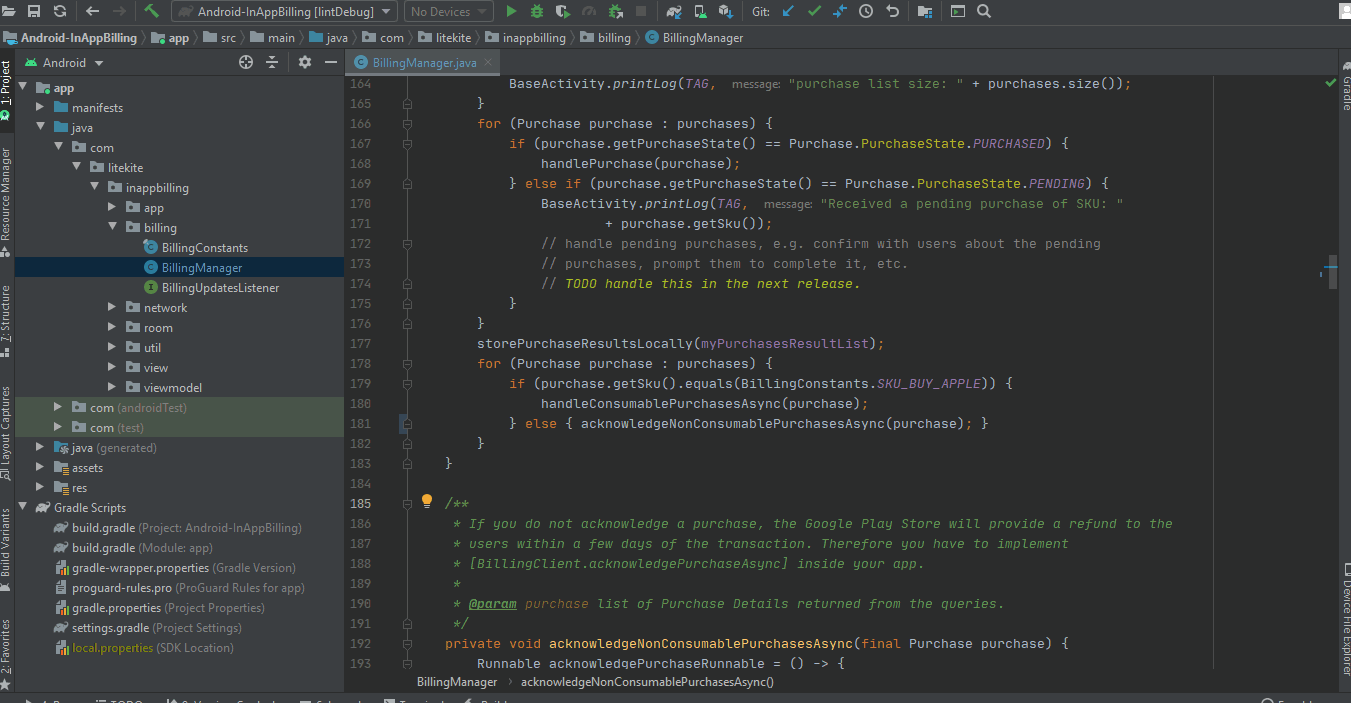 Android-InAppBilling [lintDebug]
No Devices
Git:
Android-InAppBilling
app
src
main
java
com
litekite
inappbilling
billing
BillingManager
1: Project
Resource Manager
7: Structure
Layout Captures
Build Variants
2: Favorites
Android
app
manifests
java
com
litekite
inappbilling
app
billing
BillingConstants
BillingManager
BillingUpdatesListener
network
room
util
view
viewmodel
com (androidTest)
com (test)
java (generated)
assets
res
Gradle Scripts
build.gradle (Project: Android-InAppBilling)
build.gradle (Module: app)
gradle-wrapper.properties (Gradle Version)
proguard-rules.pro (ProGuard Rules for app)
gradle.properties (Project Properties)
settings.gradle (Project Settings)
local.properties (SDK Location)
BillingManager.java
164 BaseActivity.printLog(TAG, message: "purchase list size: " + purchases.size());
165 }
166 for (Purchase purchase : purchases) {
167 if (purchase.getPurchaseState() == Purchase.PurchaseState.PURCHASED) {
168 handlePurchase(purchase);
169 } else if (purchase.getPurchaseState() == Purchase.PurchaseState.PENDING) {
170 BaseActivity.printLog(TAG, message: "Received a pending purchase of SKU: "
171 + purchase.getSku());
172 // handle pending purchases, e.g. confirm with users about the pending
173 // purchases, prompt them to complete it, etc.
174 // TODO handle this in the next release.
175 }
176 }
177 storePurchaseResultsLocally(myPurchasesResultList);
178 for (Purchase purchase : purchases) {
179 if (purchase.getSku().equals(BillingConstants.SKU_BUY_APPLE)) {
180 handleConsumablePurchasesAsync(purchase);
181 } else { acknowledgeNonConsumablePurchasesAsync(purchase); }
182 }
183 }
184
185 /**
186 * If you do not acknowledge a purchase, the Google Play Store will provide a refund to the
187 * users within a few days of the transaction. Therefore you have to implement
188 * [BillingClient.acknowledgePurchaseAsync] inside your app.
189 *
190 * @param purchase list of Purchase Details returned from the queries.
191 */
192 private void acknowledgeNonConsumablePurchasesAsync(final Purchase purchase) {
193 Runnable acknowledgePurchaseRunnable = () -> {
BillingManager
acknowledgeNonConsumablePurchasesAsync()
Gradle
Device File Explorer